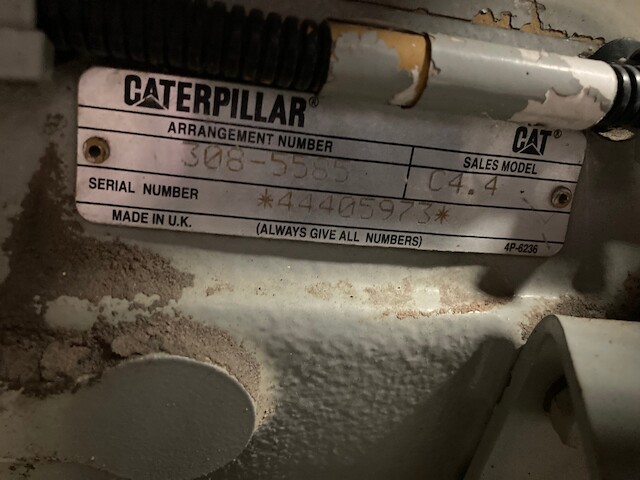 CATERPILLAR®
CAT®
ARRANGEMENT NUMBER
308-5585
SALES MODEL
C4.4
SERIAL NUMBER
*44405973*
MADE IN U.K.
(ALWAYS GIVE ALL NUMBERS)
4P-6236